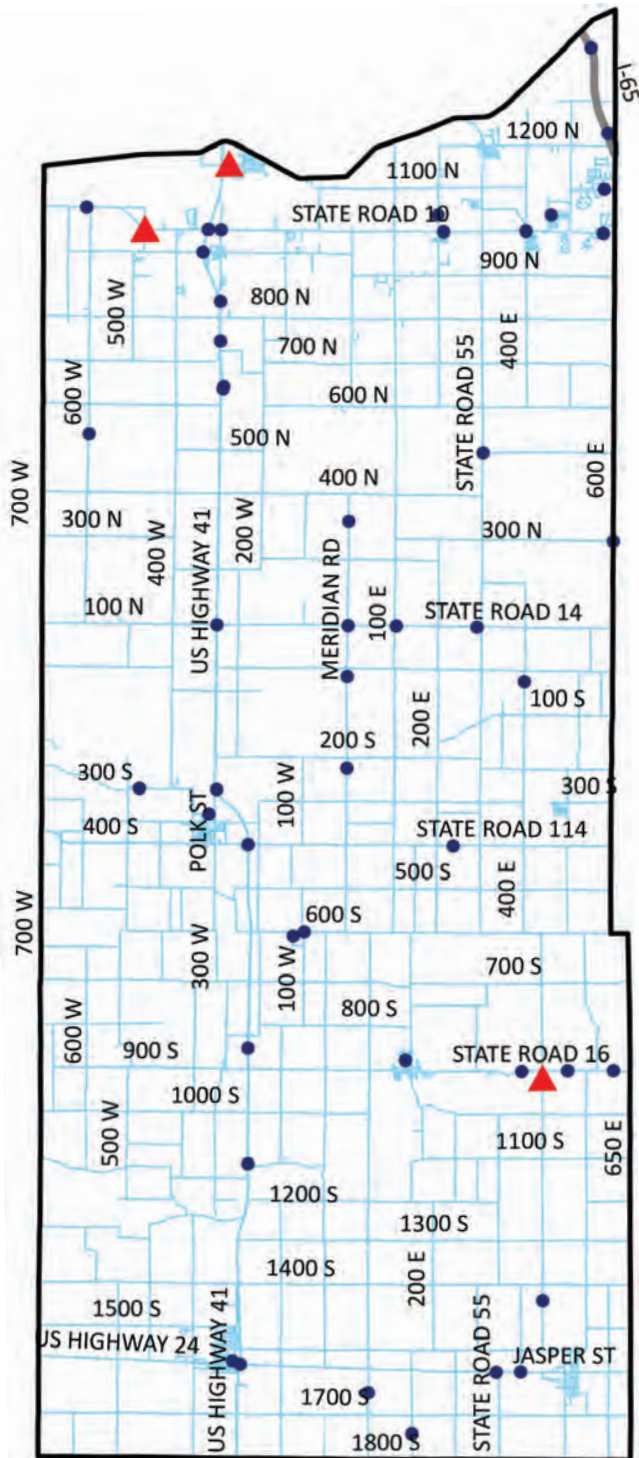 I-65
1200 N
1100 N
STATE ROAD 10
900 N
800 N
500 W
400 E
700 N
STATE ROAD 55
600 W
600 N
500 N
600 E
400 N
700 W
300 N
200 W
300 N
400 W
US HIGHWAY 41
MERIDIAN RD
100 N
100 E
STATE ROAD 14
100 S
200 E
200 S
300 S
100 W
300 S
POLK ST
400 S
STATE ROAD 114
500 S
400 E
700 W
600 S
300 W
100 W
700 S
800 S
600 W
900 S
STATE ROAD 16
1000 S
500 W
1100 S
650 E
1200 S
1300 S
200 E
1400 S
1500 S
US HIGHWAY 41
STATE ROAD 55
US HIGHWAY 24
JASPER ST
1700 S
1800 S